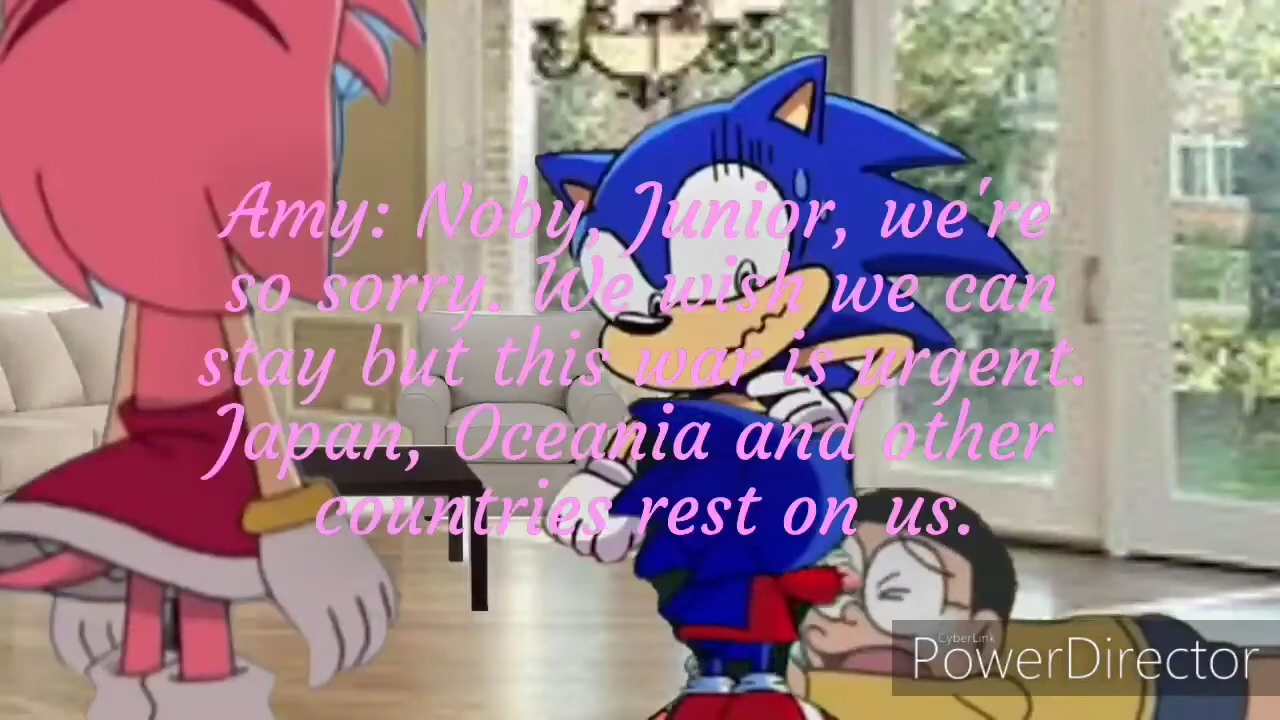 Amy: Noby, Junior, we're
so sorry. We wish we can
stay but this war is urgent.
Japan, Oceania and other
countries rest on us.
CyberLink
PowerDirector